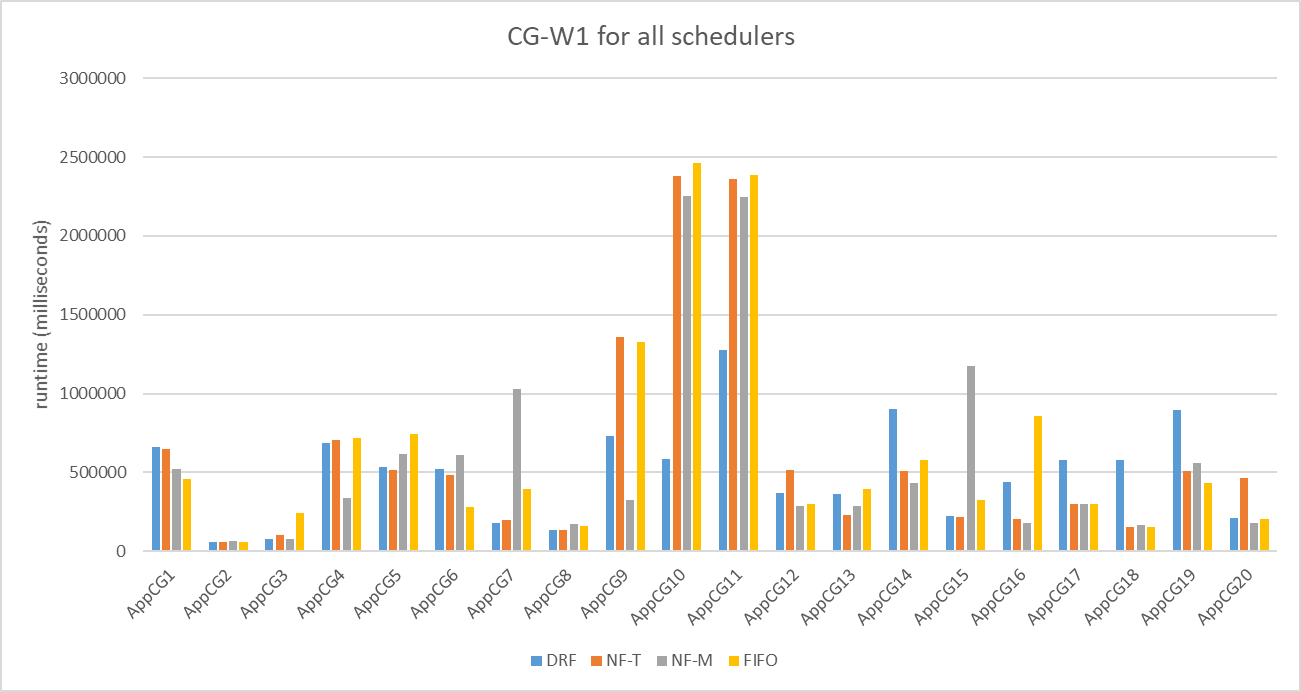 CG-W1 for all schedulers
3000000
2500000
2000000
1500000
1000000
500000
0
runtime (milliseconds)
AppCG1
AppCG2
AppCG3
AppCG4
AppCG5
AppCG6
AppCG7
AppCG8
AppCG9
AppCG10
AppCG11
AppCG12
AppCG13
AppCG14
AppCG15
AppCG16
AppCG17
AppCG18
AppCG19
AppCG20
DRF NF-T NF-M FIFO